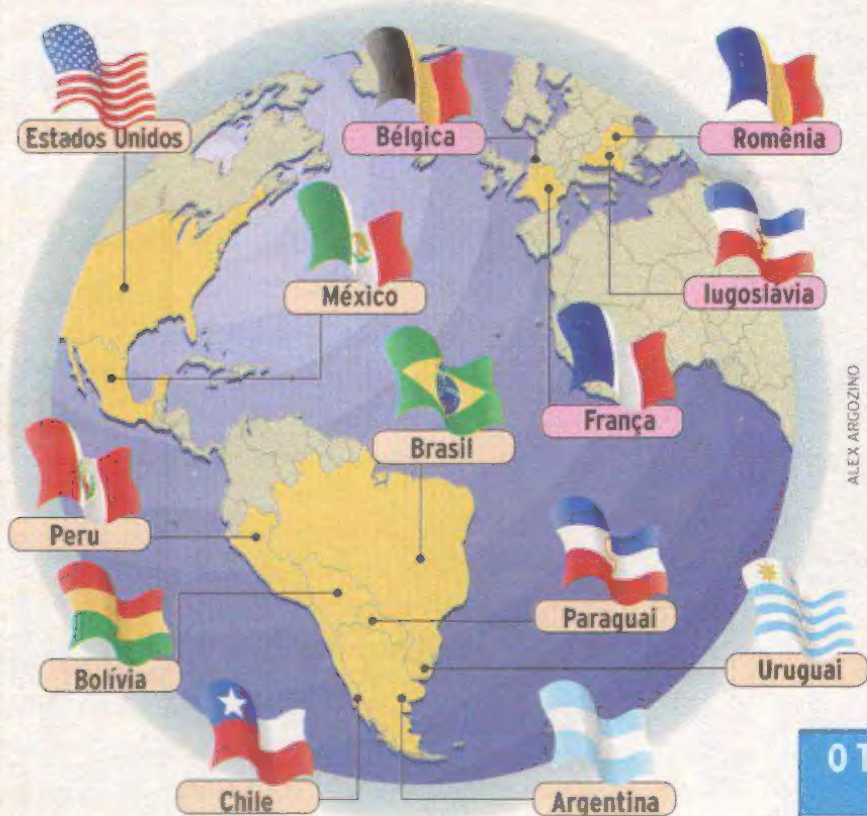 Estados Unidos
Bélgica
Romênia
México
Iugoslávia
França
Brasil
Peru
Paraguai
Bolívia
Uruguai
Chile
Argentina
ALEX ARGOZINO
01